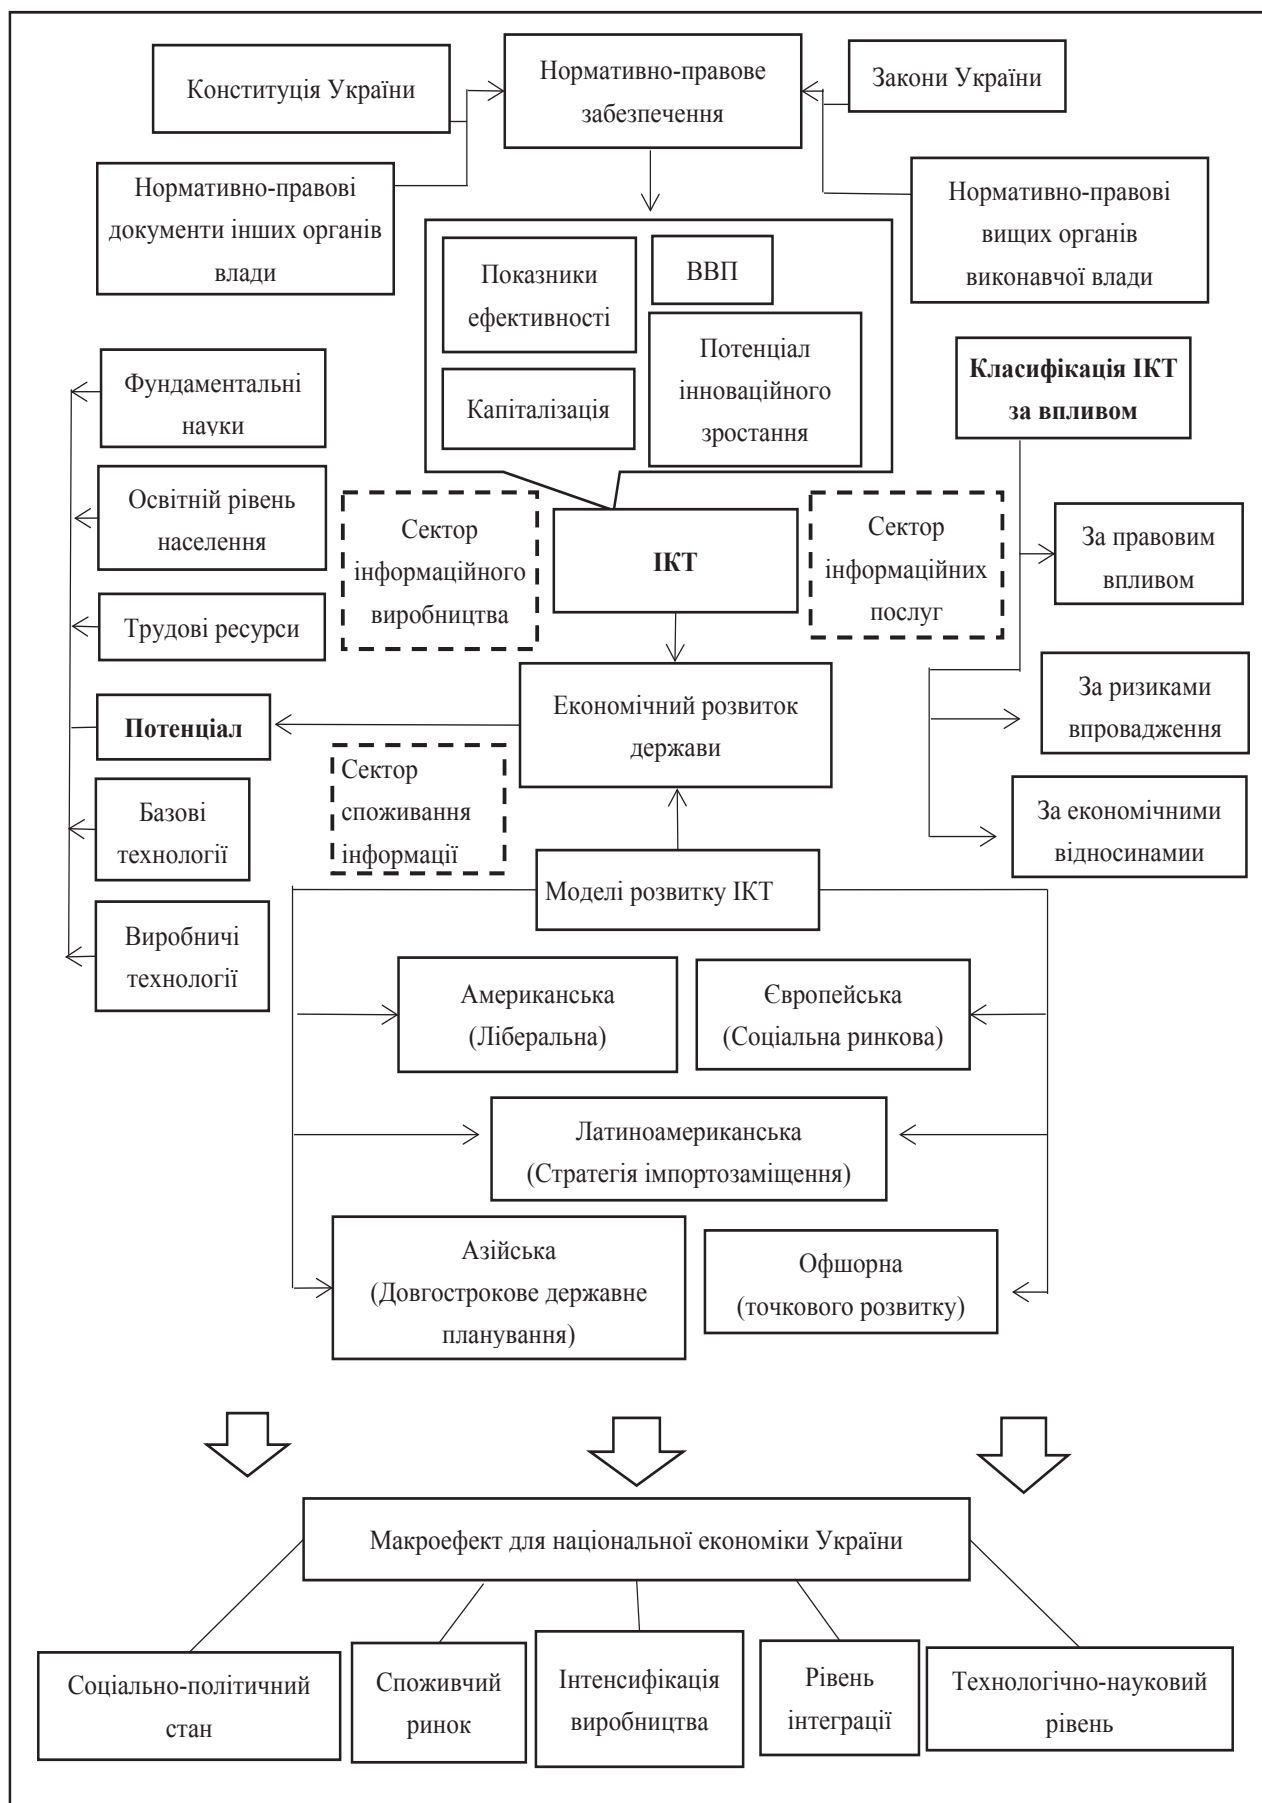 Конституція України
Нормативно-правове
забезпечення
Закони України
Нормативно-правові
документи інших органів
влади
Нормативно-правові
вищих органів
виконавчої влади
Показники
ефективності
ВВП
Капіталізація
Потенціал
інноваційного
зростання
Класифікація ІКТ
за впливом
Фундаментальні
науки
Освітній рівень
населення
Трудові ресурси
Потенціал
Базові
технології
Виробничі
технології
Сектор
інформаційного
виробництва
ІКТ
Сектор
інформаційних
послуг
За правовим
впливом
За ризиками
впровадження
За економічними
відносинамии
Економічний розвиток
держави
Сектор
споживання
інформації
Моделі розвитку ІКТ
Американська
(Ліберальна)
Європейська
(Соціальна ринкова)
Латиноамериканська
(Стратегія імпортозаміщення)
Азійська
(Довгострокове державне
планування)
Офшорна
(точкового розвитку)
Макроефект для національної економіки України
Соціально-політичний
стан
Споживчий
ринок
Інтенсифікація
виробництва
Рівень
інтеграції
Технологічно-науковий
рівень